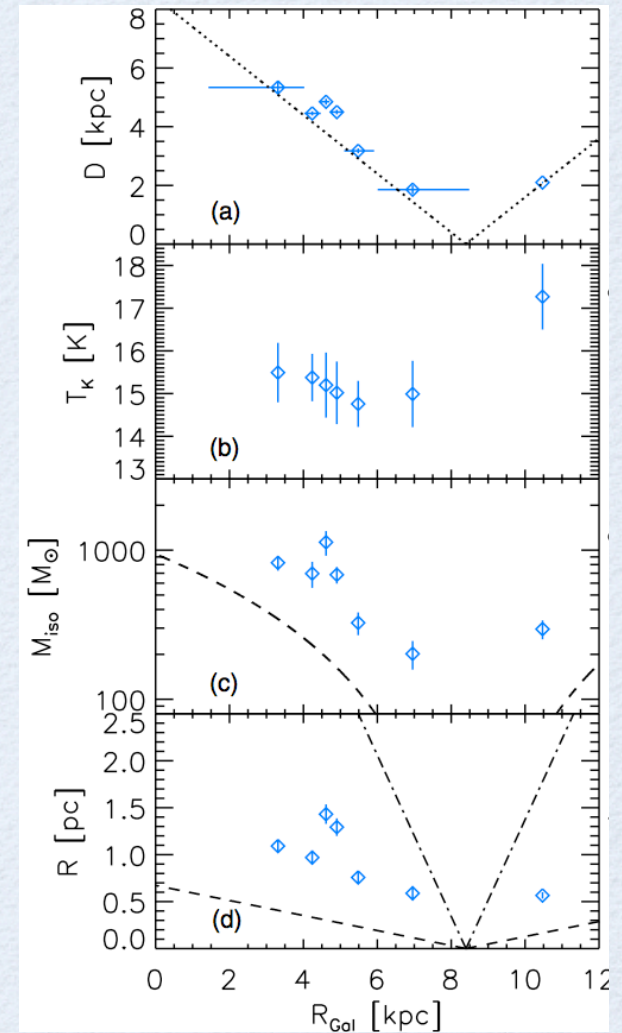 8
6
4
2
0
D [kpc]
(a)
18
17
16
15
14
13
T_K [K]
(b)
1000
100
M_iso [M_⊙]
(c)
2.5
2.0
1.5
1.0
0.5
0.0
R [pc]
(d)
0 2 4 6 8 10 12
R_Gal [kpc]